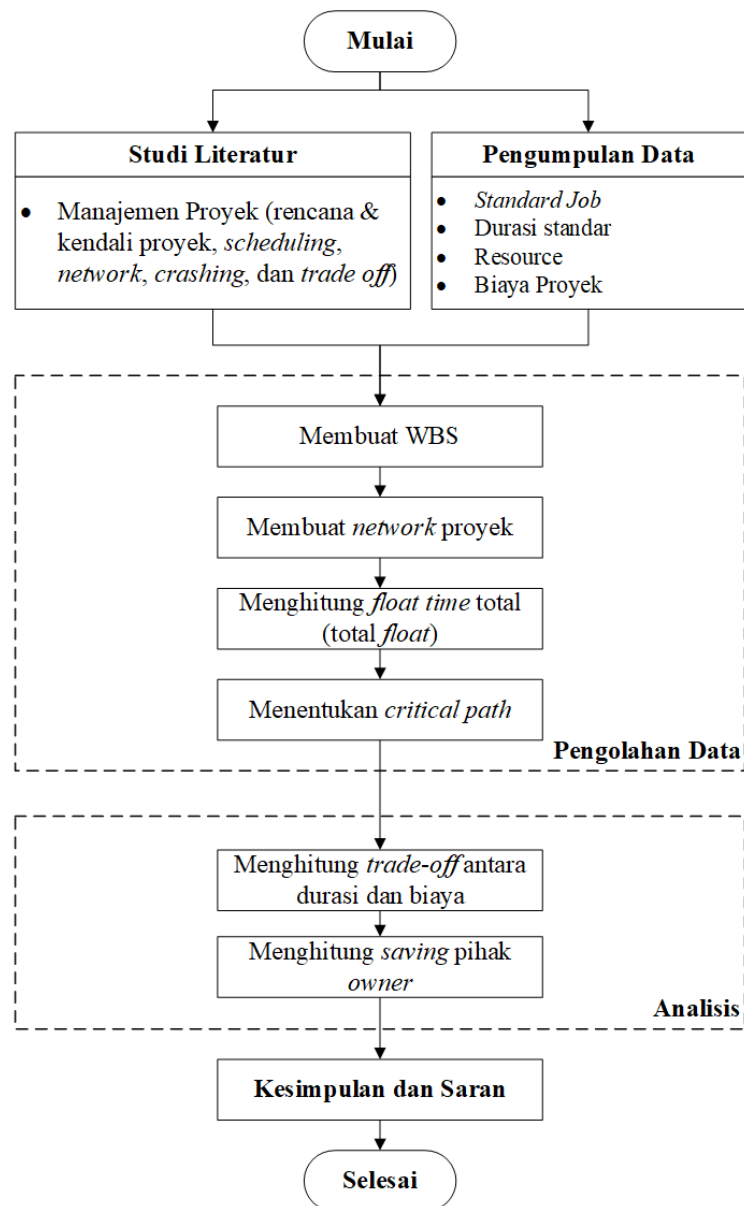 Mulai
Studi Literatur
• Manajemen Proyek (rencana &
kendali proyek, scheduling,
network, crashing, dan trade off)
Pengumpulan Data
• Standard Job
• Durasi standar
• Resource
• Biaya Proyek
Membuat WBS
Membuat network proyek
Menghitung float time total
(total float)
Menentukan critical path
Pengolahan Data
Menghitung trade-off antara
durasi dan biaya
Menghitung saving pihak
owner
Analisis
Kesimpulan dan Saran
Selesai